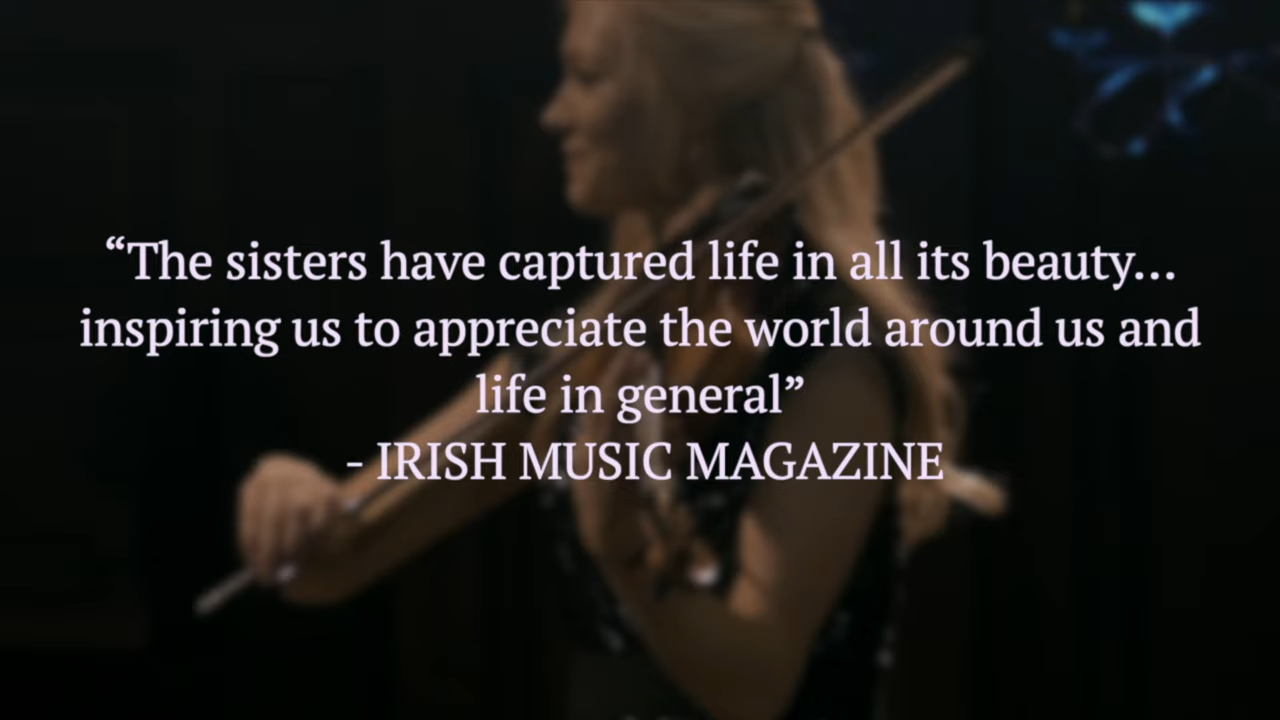 “The sisters have captured life in all its beauty...
inspiring us to appreciate the world around us and
life in general”
- IRISH MUSIC MAGAZINE